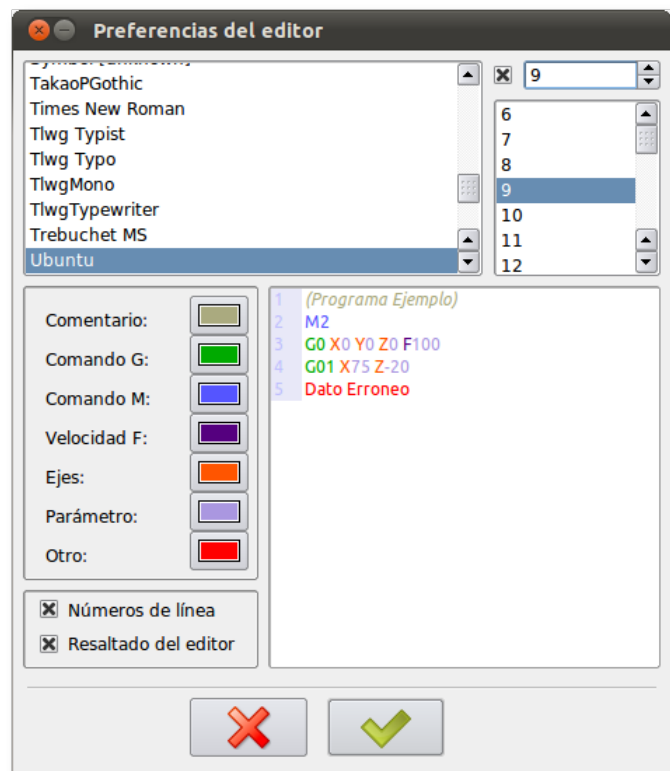 Preferencias del editor
TakaoPGothic
Times New Roman
Tlwg Typist
Tlwg Typo
TlwgMono
TlwgTypewriter
Trebuchet MS
Ubuntu
9
6
7
8
9
10
11
12
Comentario:
Comando G:
Comando M:
Velocidad F:
Ejes:
Parámetro:
Otro:
Números de línea
Resaltado del editor
1 (Programa Ejemplo)
2 M2
3 G0 X0 Y0 Z0 F100
4 G01 X75 Z-20
5 Dato Erroneo